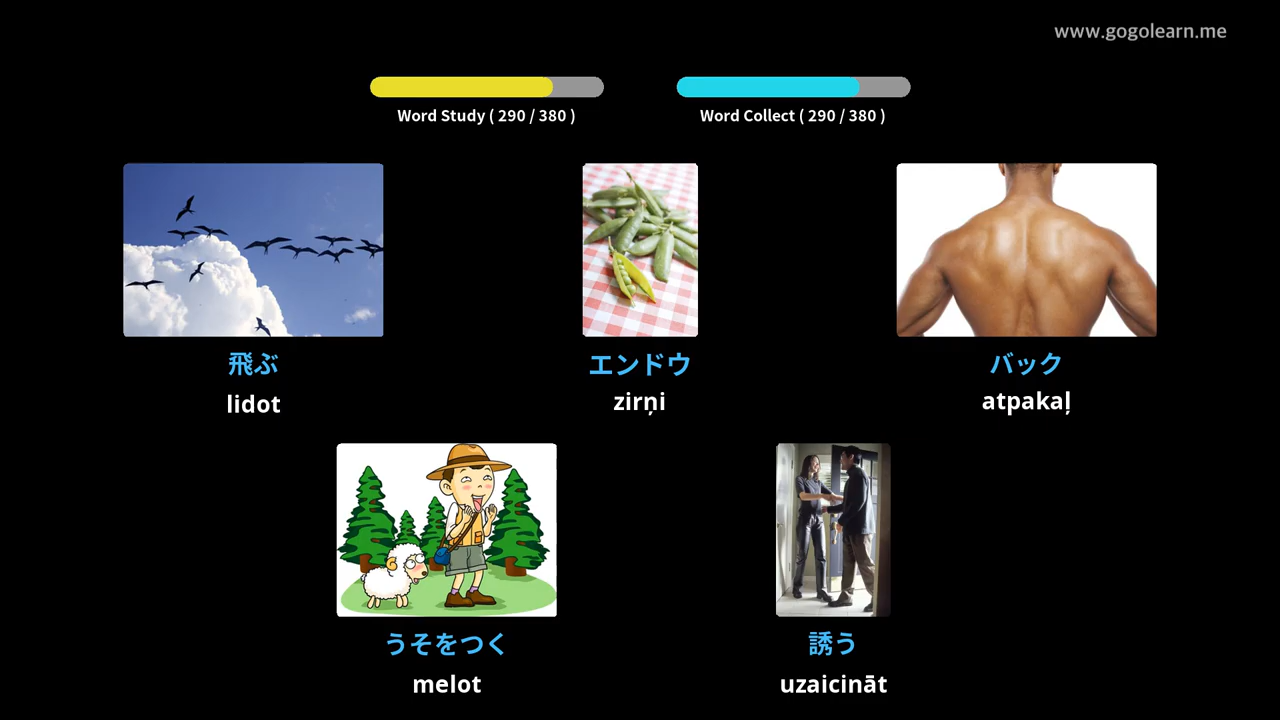 www.gogolearn.me
Word Study ( 290 / 380 )
Word Collect ( 290 / 380 )
飛ぶ
lidot
エンドウ
zirņi
バック
atpakaļ
うそをつく
melot
誘う
uzaicināt